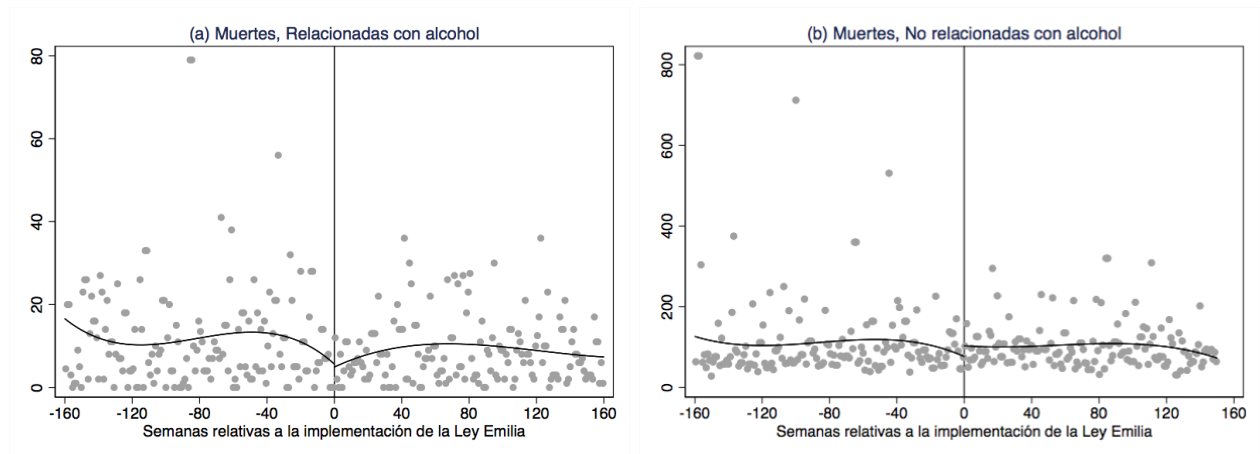 (a) Muertes, Relacionadas con alcohol
80
60
40
20
0
-160 -120 -80 -40 0 40 80 120 160
Semanas relativas a la implementación de la Ley Emilia
(b) Muertes, No relacionadas con alcohol
800
600
400
200
0
-160 -120 -80 -40 0 40 80 120 160
Semanas relativas a la implementación de la Ley Emilia